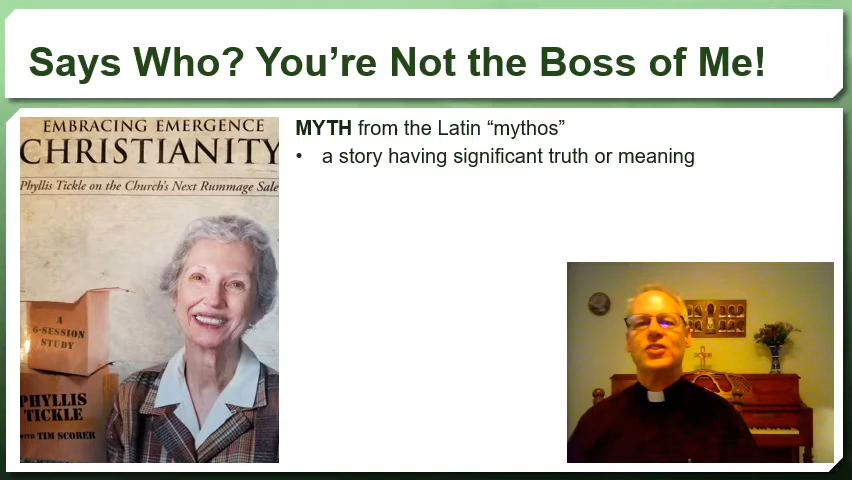 Says Who? You’re Not the Boss of Me!
EMBRACING EMERGENCE
CHRISTIANITY
Phyllis Tickle on the Church's Next Rummage Sale
A
6-SESSION
STUDY
PHYLLIS
TICKLE
WITH TIM SCORER
MYTH from the Latin “mythos”
• a story having significant truth or meaning